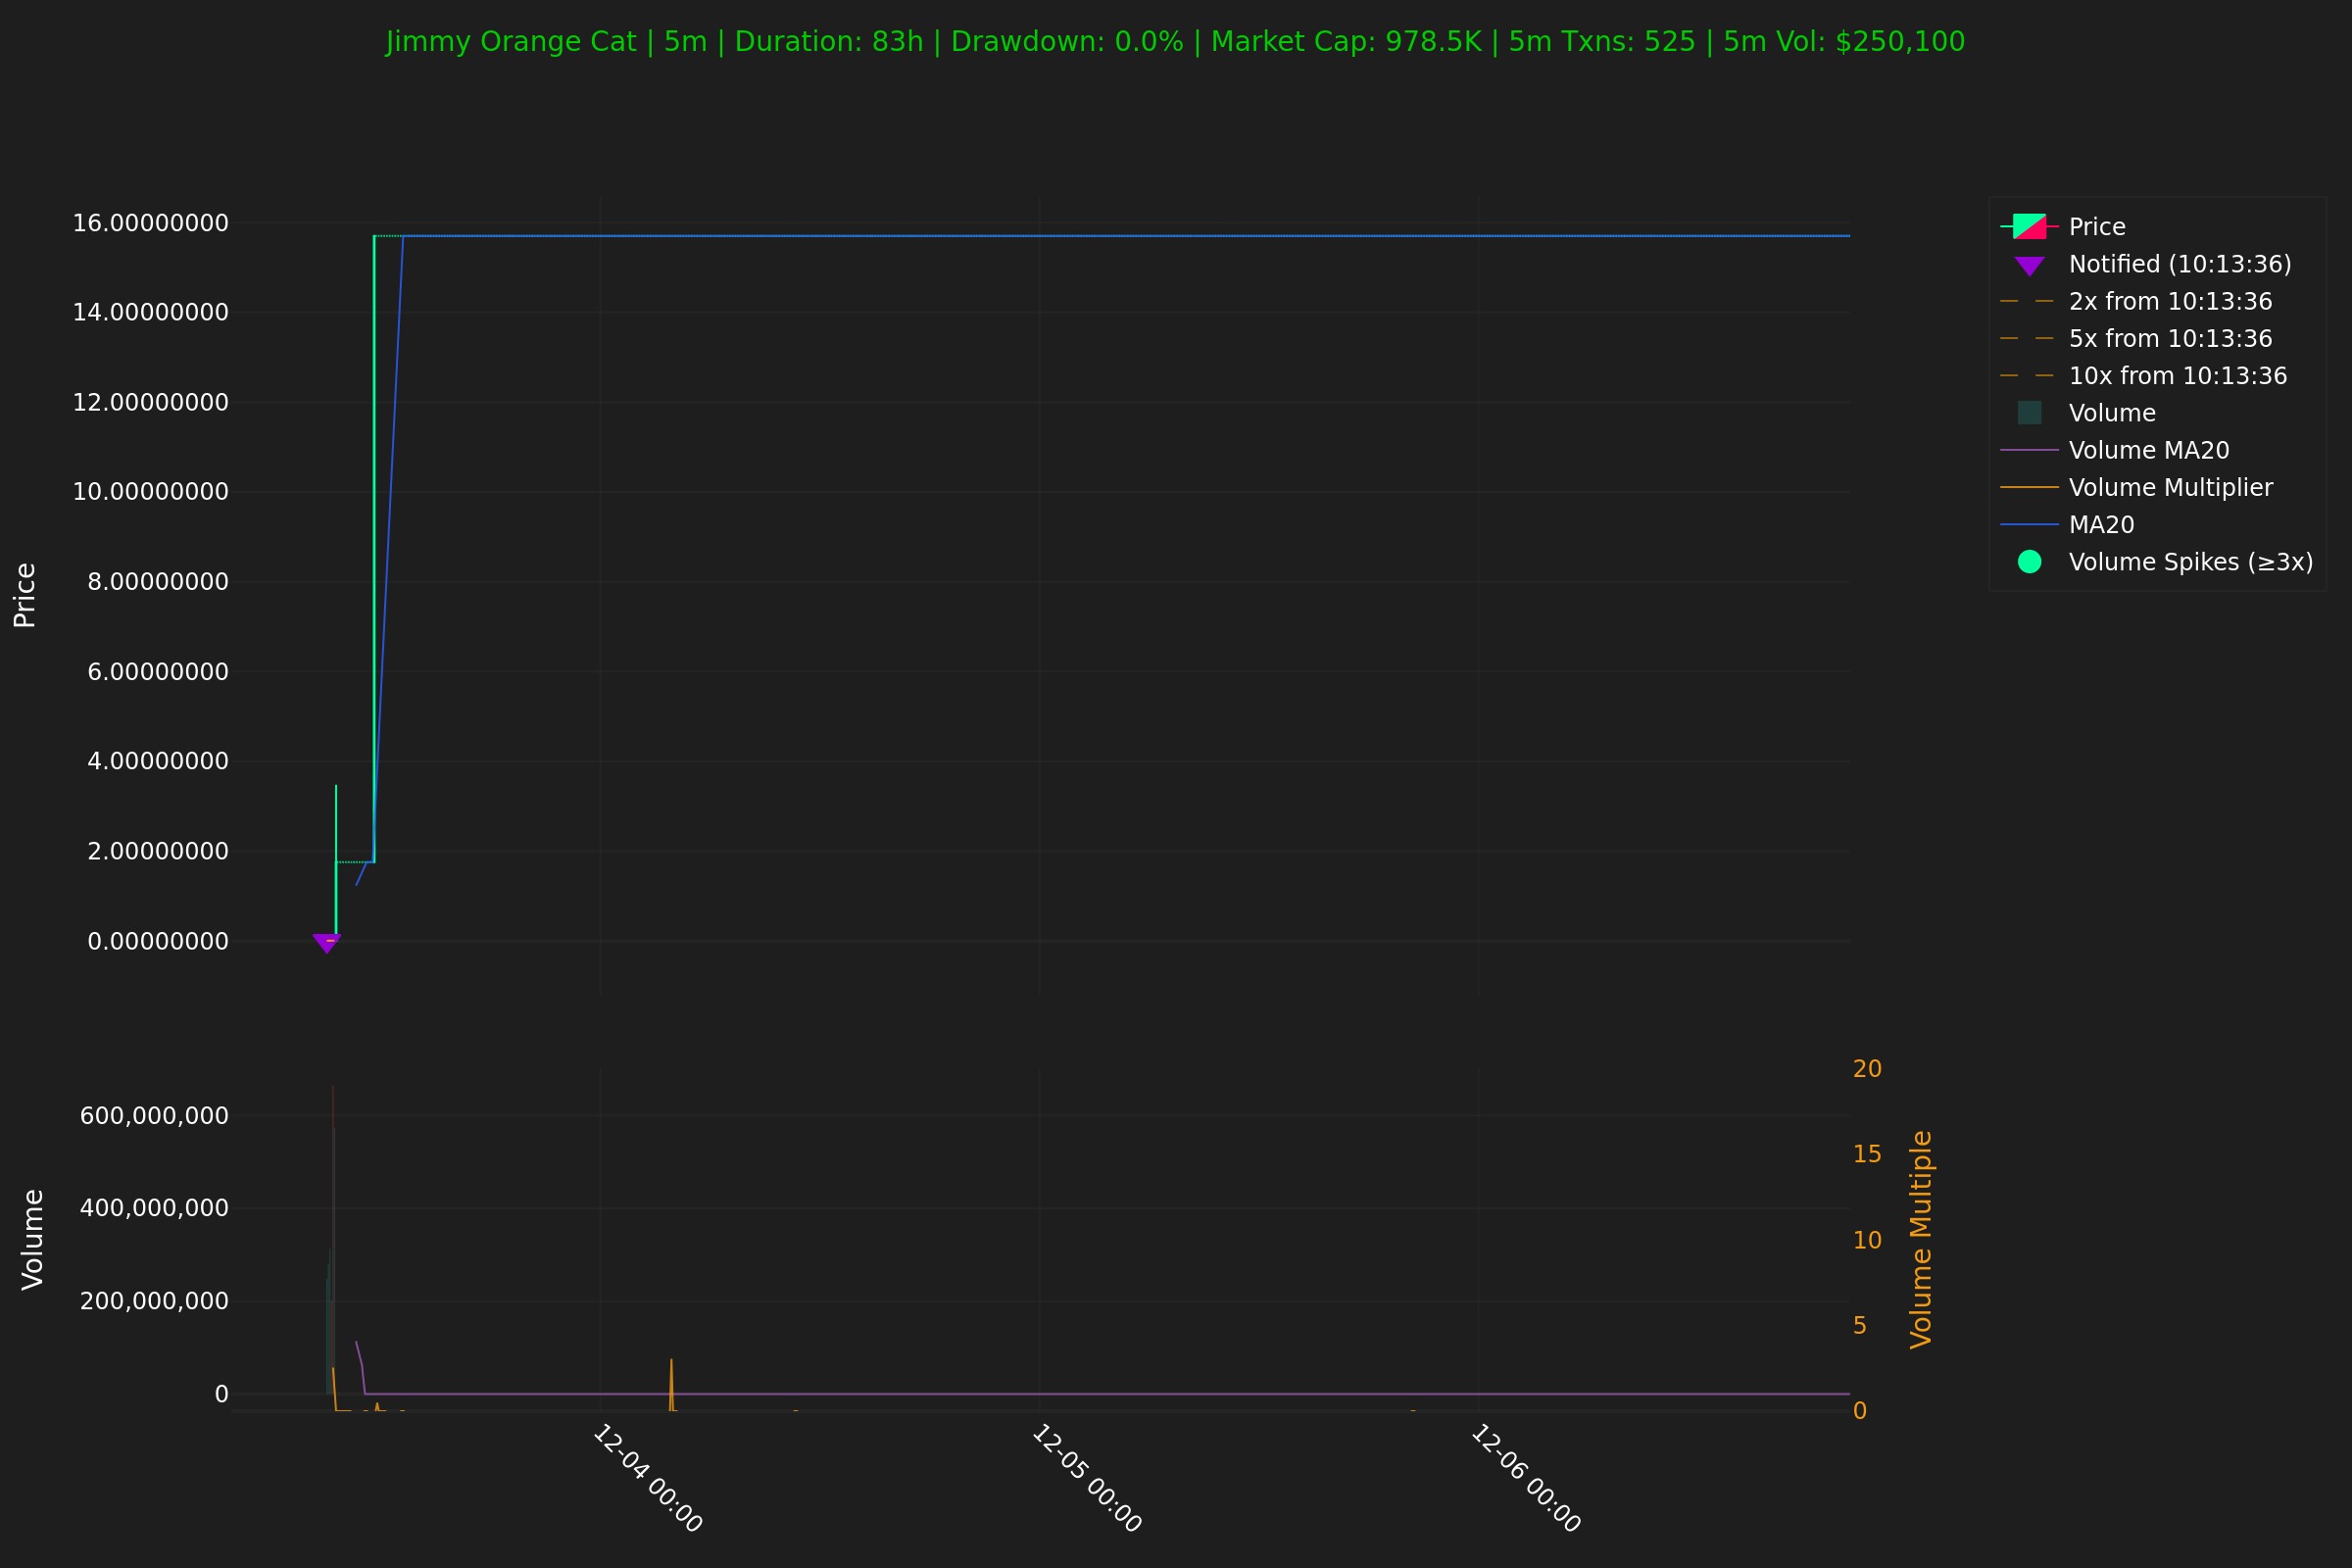 Jimmy Orange Cat | 5m | Duration: 83h | Drawdown: 0.0% | Market Cap: 978.5K | 5m Txns: 525 | 5m Vol: $250,100
Price
16.00000000
14.00000000
12.00000000
10.00000000
8.00000000
6.00000000
4.00000000
2.00000000
0.00000000
Price
Notified (10:13:36)
2x from 10:13:36
5x from 10:13:36
10x from 10:13:36
Volume
Volume MA20
Volume Multiplier
MA20
Volume Spikes (≥3x)
Volume
600,000,000
400,000,000
200,000,000
0
20
15
10
5
0
Volume Multiple
12-04 00:00
12-05 00:00
12-06 00:00